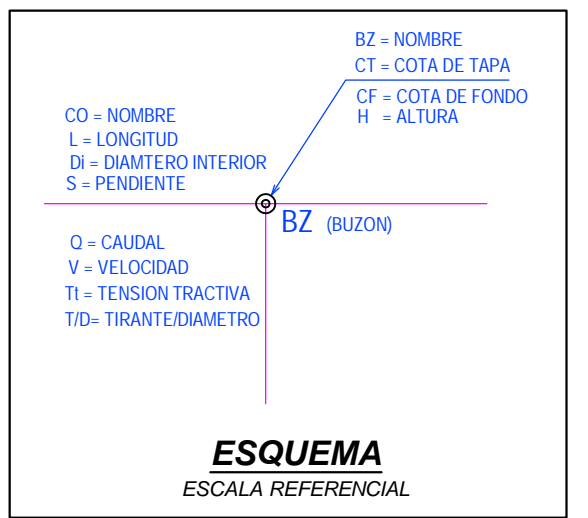 BZ = NOMBRE
CT = COTA DE TAPA
CF = COTA DE FONDO
H = ALTURA
CO = NOMBRE
L = LONGITUD
Di = DIAMTERO INTERIOR
S = PENDIENTE
BZ (BUZON)
Q = CAUDAL
V = VELOCIDAD
Tt = TENSION TRACTIVA
T/D= TIRANTE/DIAMETRO
ESQUEMA
ESCALA REFERENCIAL